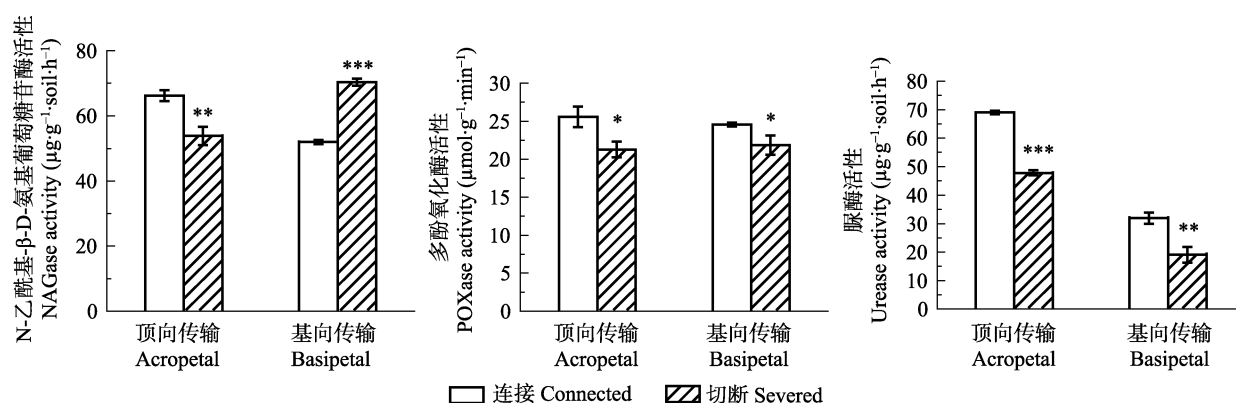 N-乙酰基-β-D-氨基葡萄糖苷酶活性
NAGase activity (μg·g⁻¹·soil·h⁻¹)
80
60
40
20
0
**
***
顶向传输
Acropetal
基向传输
Basipetal
多酚氧化酶活性
POXase activity (μmol·g⁻¹·min⁻¹)
30
25
20
15
10
5
0
*
*
顶向传输
Acropetal
基向传输
Basipetal
脲酶活性
Urease activity (μg·g⁻¹·soil·h⁻¹)
80
70
60
50
40
30
20
10
0
***
**
顶向传输
Acropetal
基向传输
Basipetal
连接 Connected
切断 Severed